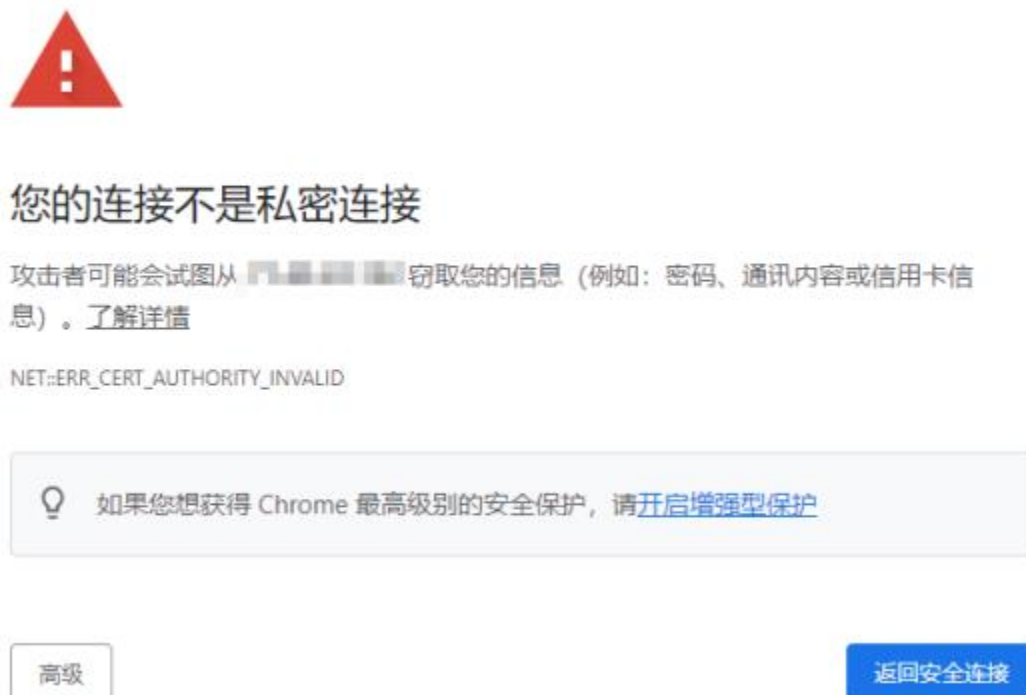 您的连接不是私密连接
攻击者可能会试图从 窃取您的信息（例如：密码、通讯内容或信用卡信
息）。了解详情
NET::ERR_CERT_AUTHORITY_INVALID
如果您想获得 Chrome 最高级别的安全保护，请开启增强型保护
高级
返回安全连接